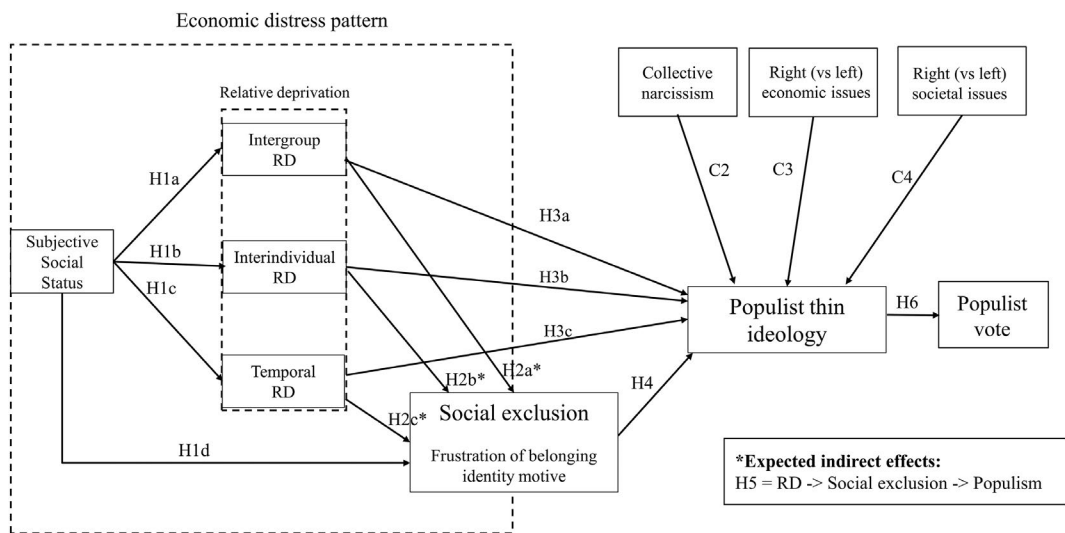 Economic distress pattern
Relative deprivation
Intergroup
RD
Interindividual
RD
Temporal
RD
Subjective
Social
Status
H1a
H1b
H1c
H1d
H2a*
H2b*
H2c*
Social exclusion
Frustration of belonging
identity motive
H3a
H3b
H3c
H4
Collective
narcissism
Right (vs left)
economic issues
Right (vs left)
societal issues
C2
C3
C4
Populist thin
ideology
H6
Populist
vote
*Expected indirect effects:
H5 = RD -> Social exclusion -> Populism